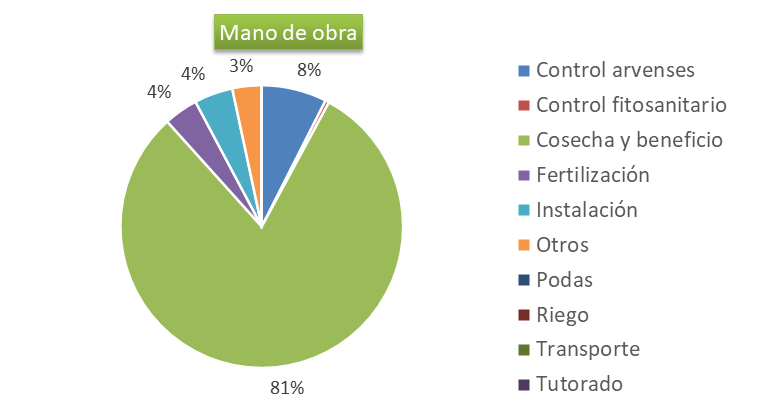 Mano de obra
3%
8%
4%
4%
81%
Control arvenses
Control fitosanitario
Cosecha y beneficio
Fertilización
Instalación
Otros
Podas
Riego
Transporte
Tutorado